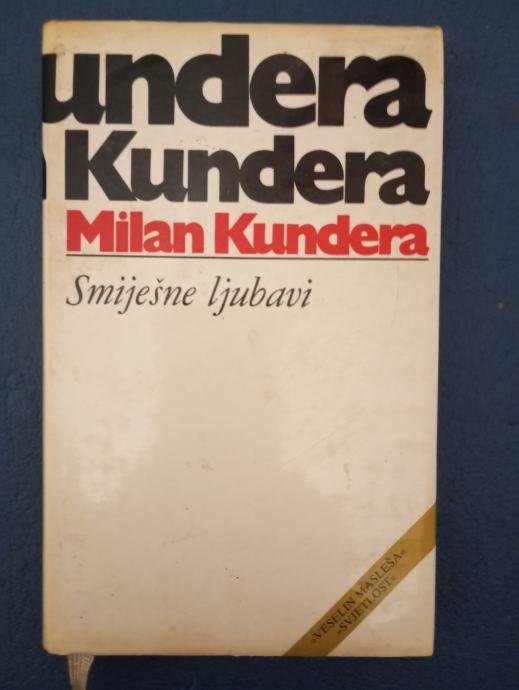 undera
Kundera
Milan Kundera
Smiješne ljubavi
»VESELIN MASLEŠA«
»SVJETLOST«